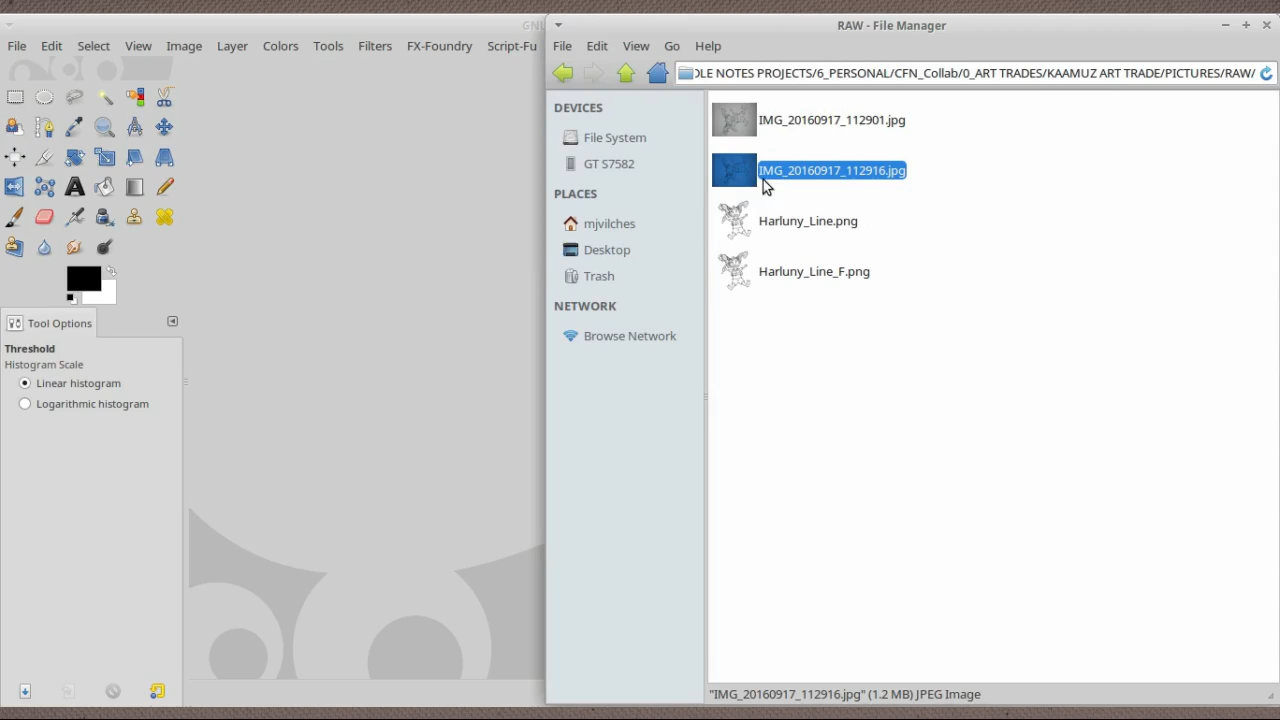 GNU
File Edit Select View Image Layer Colors Tools Filters FX-Foundry Script-Fu
Tool Options
Threshold
Histogram Scale
Linear histogram
Logarithmic histogram
RAW - File Manager
File Edit View Go Help
NOTES PROJECTS/6_PERSONAL/CFN_Collab/0_ART TRADES/KAAMUZ ART TRADE/PICTURES/RAW/
DEVICES
File System
GT S7582
PLACES
mjvilches
Desktop
Trash
NETWORK
Browse Network
IMG_20160917_112901.jpg
IMG_20160917_112916.jpg
Harluny_Line.png
Harluny_Line_F.png
"IMG_20160917_112916.jpg" (1.2 MB) JPEG Image